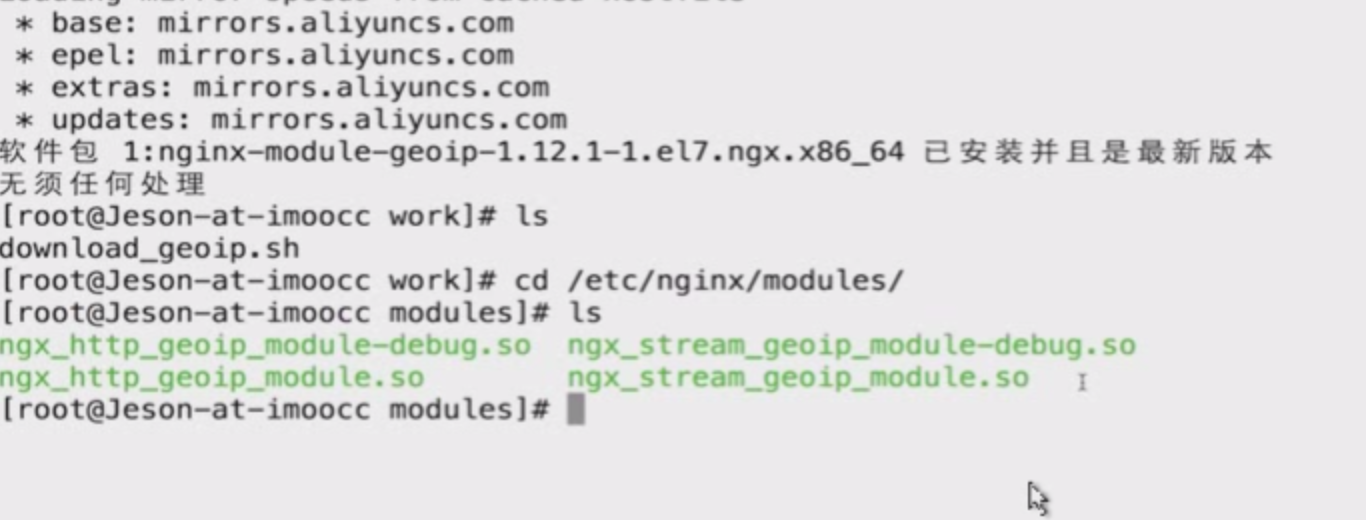 * base: mirrors.aliyuncs.com
* epel: mirrors.aliyuncs.com
* extras: mirrors.aliyuncs.com
* updates: mirrors.aliyuncs.com
软件包 1:nginx-module-geoip-1.12.1-1.el7.ngx.x86_64 已安装并且是最新版本
无须任何处理
[root@Jeson-at-imoocc work]# ls
download_geoip.sh
[root@Jeson-at-imoocc work]# cd /etc/nginx/modules/
[root@Jeson-at-imoocc modules]# ls
ngx_http_geoip_module-debug.so  ngx_stream_geoip_module-debug.so
ngx_http_geoip_module.so        ngx_stream_geoip_module.so
[root@Jeson-at-imoocc modules]#